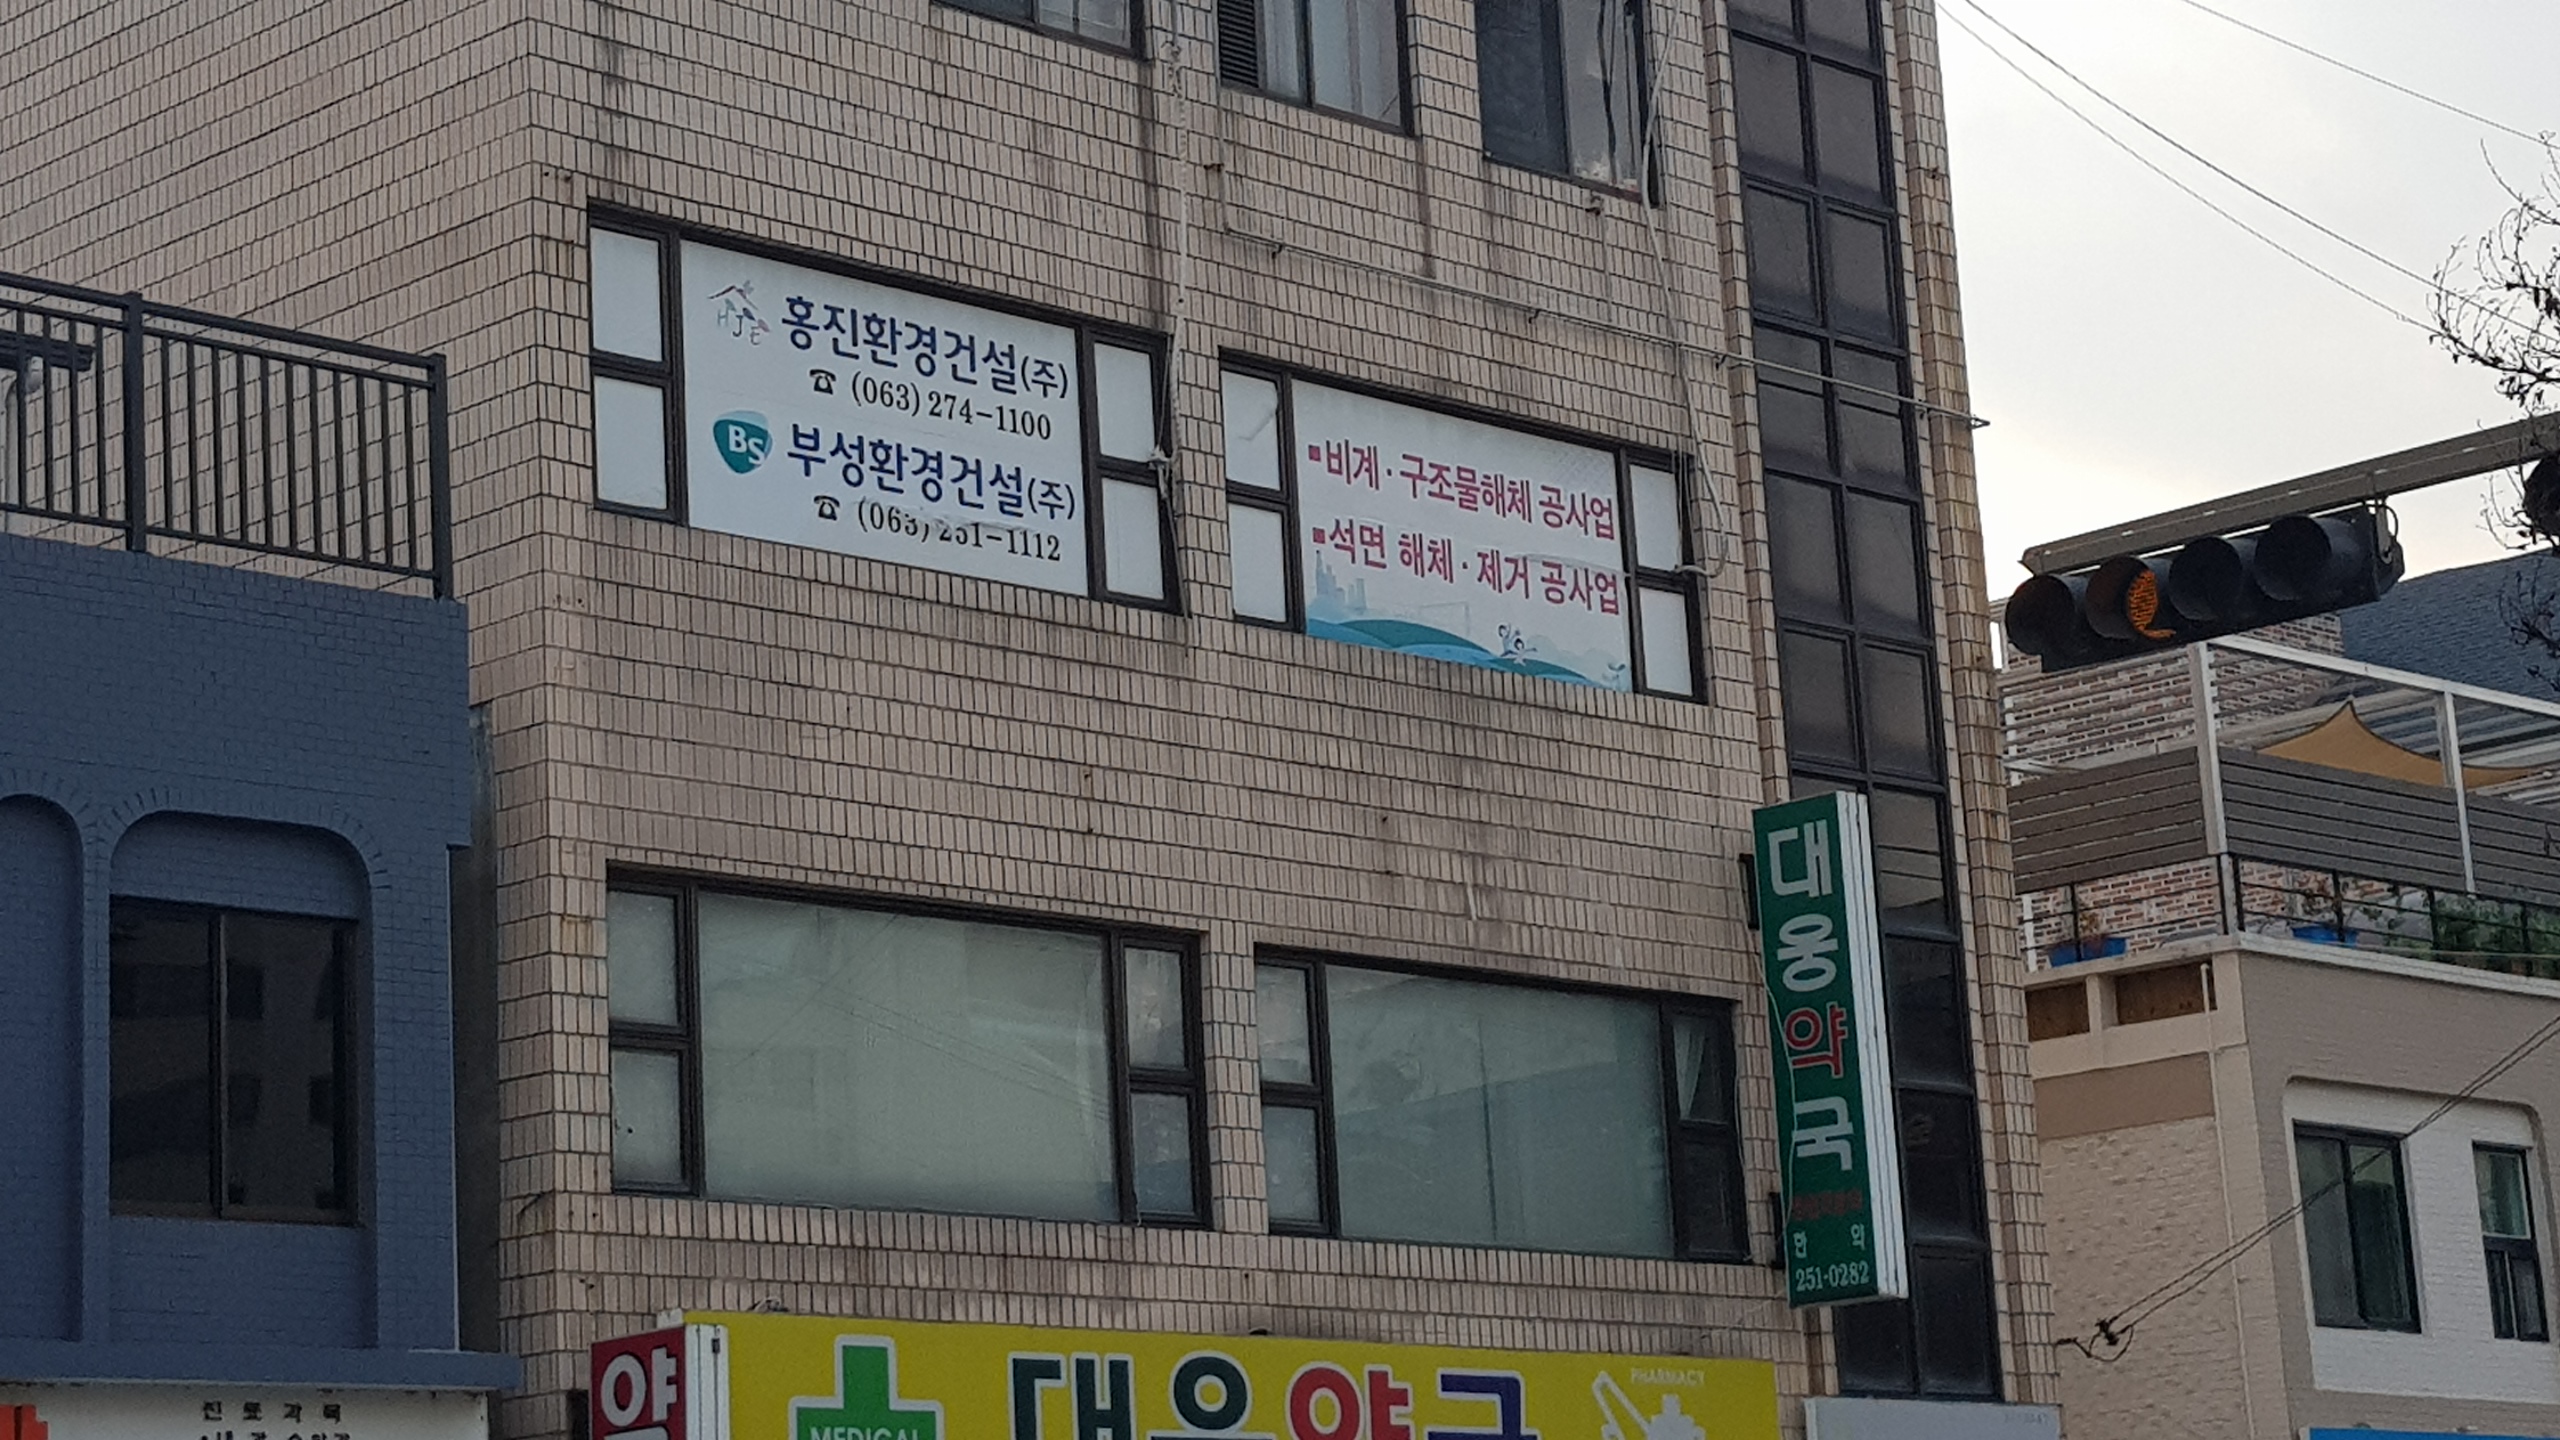 HJE
홍진환경건설(주)
☎ (063) 274-1100
BS 부성환경건설(주)
☎ (063) 251-1112
■비계·구조물해체 공사업
■석면 해체·제거 공사업
대웅약국
한 약
251-0282
약
MEDICAL
대웅약국
PHARMACY
진료과목